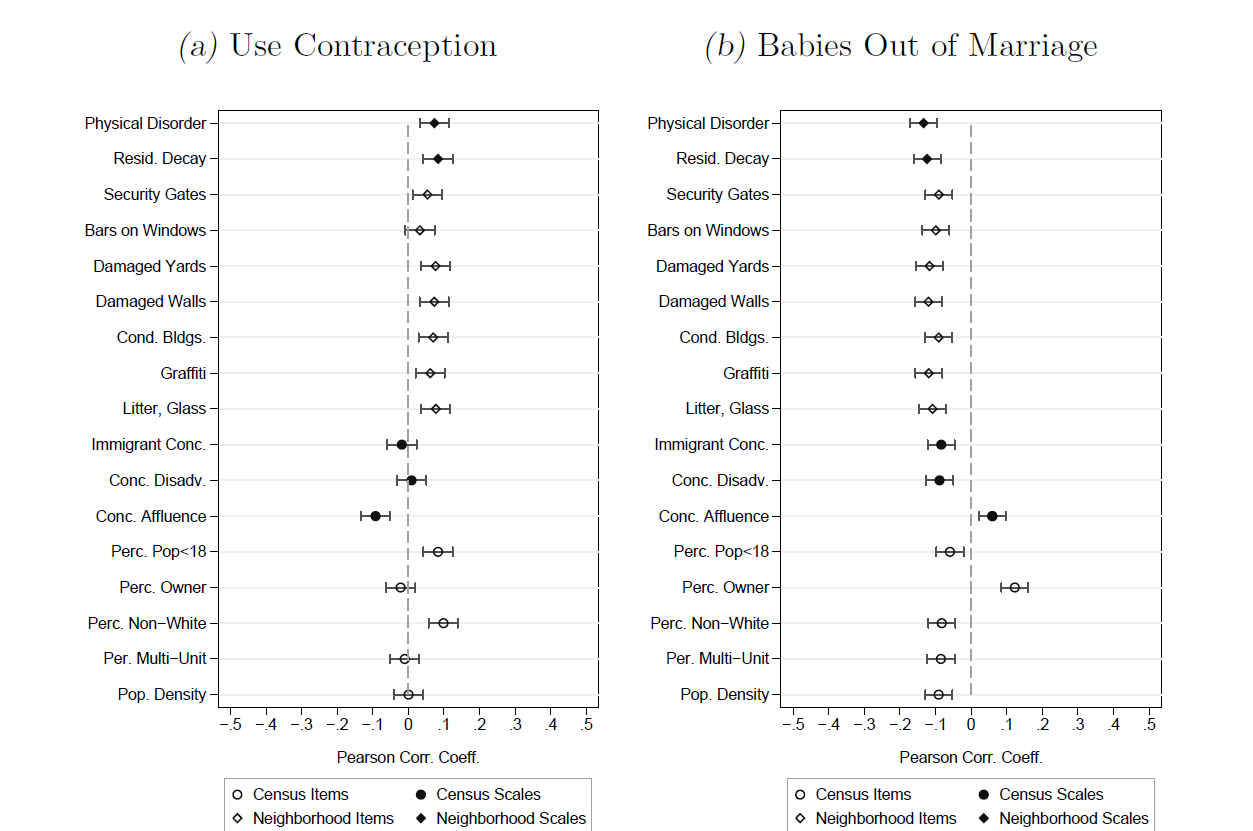 (a) Use Contraception
Physical Disorder
Resid. Decay
Security Gates
Bars on Windows
Damaged Yards
Damaged Walls
Cond. Bldgs.
Graffiti
Litter, Glass
Immigrant Conc.
Conc. Disadv.
Conc. Affluence
Perc. Pop<18
Perc. Owner
Perc. Non−White
Per. Multi−Unit
Pop. Density
−.5 −.4 −.3 −.2 −.1 0 .1 .2 .3 .4 .5
Pearson Corr. Coeff.
Census Items Census Scales
Neighborhood Items Neighborhood Scales
(b) Babies Out of Marriage
Physical Disorder
Resid. Decay
Security Gates
Bars on Windows
Damaged Yards
Damaged Walls
Cond. Bldgs.
Graffiti
Litter, Glass
Immigrant Conc.
Conc. Disadv.
Conc. Affluence
Perc. Pop<18
Perc. Owner
Perc. Non−White
Per. Multi−Unit
Pop. Density
−.5 −.4 −.3 −.2 −.1 0 .1 .2 .3 .4 .5
Pearson Corr. Coeff.
Census Items Census Scales
Neighborhood Items Neighborhood Scales